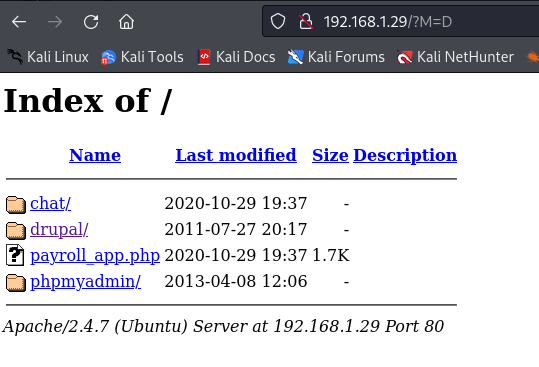 192.168.1.29/?M=D
Kali Linux Kali Tools Kali Docs Kali Forums Kali NetHunter
Index of /
Name Last modified Size Description
chat/ 2020-10-29 19:37 -
drupal/ 2011-07-27 20:17 -
payroll_app.php 2020-10-29 19:37 1.7K
phpmyadmin/ 2013-04-08 12:06 -
Apache/2.4.7 (Ubuntu) Server at 192.168.1.29 Port 80